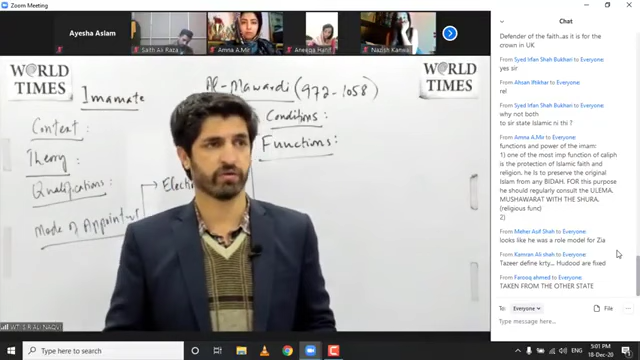 Zoom Meeting
Ayesha Aslam
Saith Ali Raza
Amna A.Mir
Aneeqa Hanif
Nazish Kanwal
WORLD
TIMES
WORLD
TIMES
Imamate
Al-Mawardi (972-1058)
Context:
Theory:
Qualifications:
Mode of Appointment
Election
Conditions:
Functions:
WTI: S R ALI NAQVI
Chat
Defender of the faith..as it is for the
crown in UK
From Syed Irfan Shah Bukhari to Everyone:
yes sir
From Ahsan Iftikhar to Everyone:
rel
From Syed Irfan Shah Bukhari to Everyone:
why not both
to sir state Islamic ni thi ?
From Amna A.Mir to Everyone:
functions and power of the imam:
1) one of the most imp function of caliph
is the protection of Islamic faith and
religion. he Is to preserve the original
Islam from any BIDAH. FOR this purpose
he should regularly consult the ULEMA.
MUSHAWARAT WITH THE SHURA.
(religious func)
2)
From Meher Asif Shah to Everyone:
looks like he was a role model for Zia
From Kamran Ali shah to Everyone:
Tazeer define krty... Hudood are fixed
From Farooq ahmed to Everyone:
TAKEN FROM THE OTHER STATE
To: Everyone
File
Type message here...
Type here to search
5:01 PM
18-Dec-20